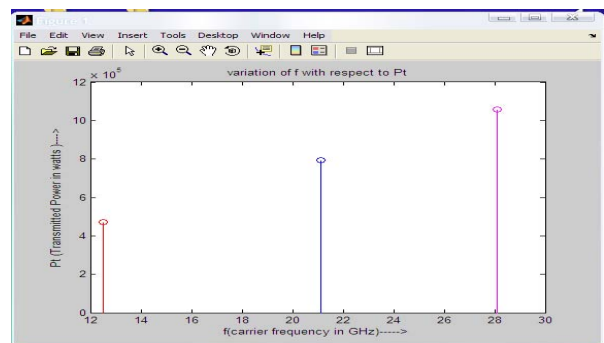 File Edit View Insert Tools Desktop Window Help
variation of f with respect to Pt
× 10^5
12
10
8
6
4
2
0
Pt (Transmitted Power in watts )--->
12 14 16 18 20 22 24 26 28 30
f(carrier frequency in GHz)----->